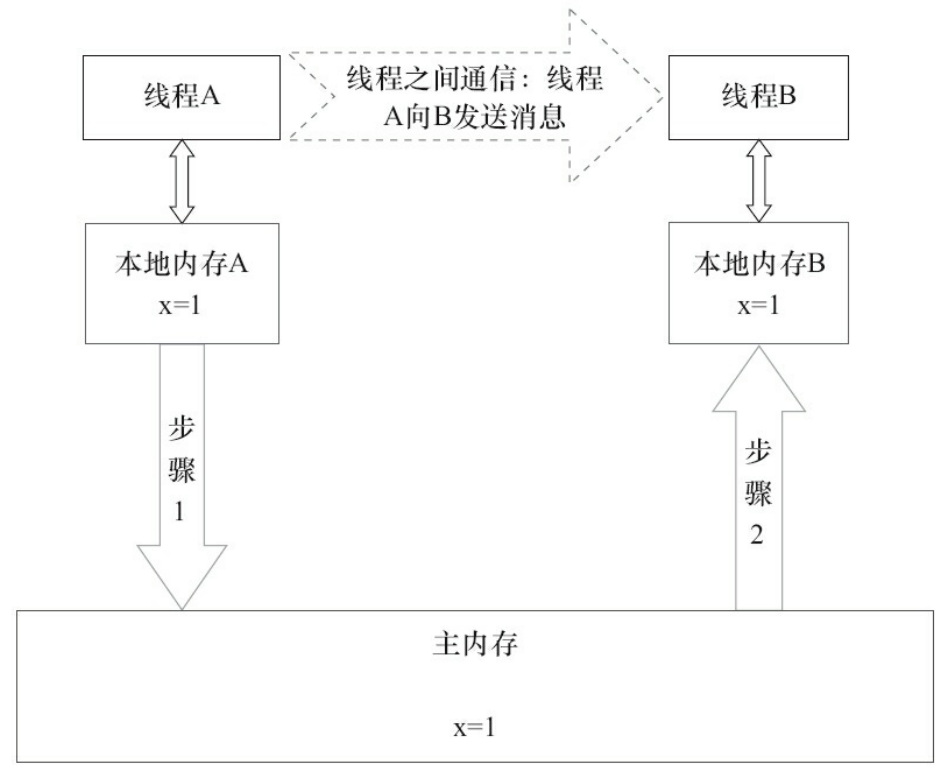 线程A
线程之间通信：线程
A向B发送消息
线程B
本地内存A
x=1
本地内存B
x=1
步
骤
1
步
骤
2
主内存
x=1